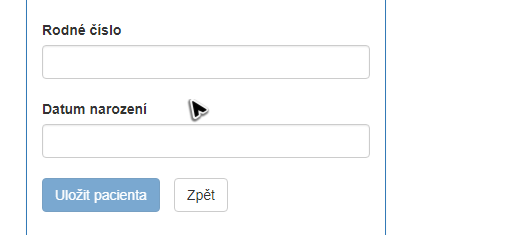 Rodné číslo
Datum narození
Uložit pacienta Zpět